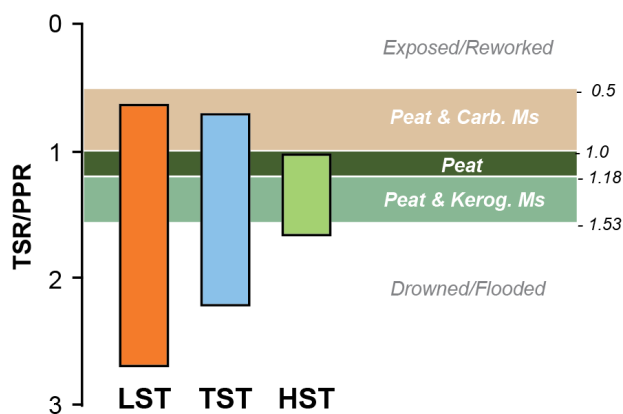 0
Exposed/Reworked
- 0.5
Peat & Carb. Ms
1
- 1.0
Peat
- 1.18
Peat & Kerog. Ms
- 1.53
TSR/PPR
2
Drowned/Flooded
LST TST HST
3